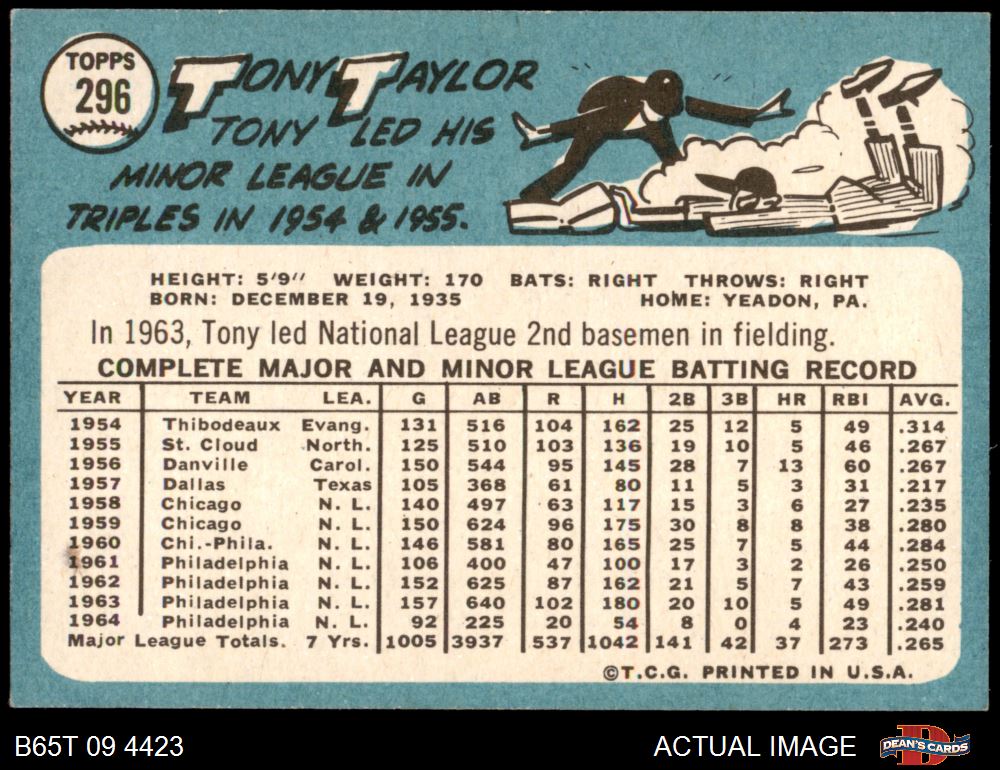 TOPPS
296
TONY TAYLOR
TONY LED HIS
MINOR LEAGUE IN
TRIPLES IN 1954 & 1955.
HEIGHT: 5'9" WEIGHT: 170 BATS: RIGHT THROWS: RIGHT
BORN: DECEMBER 19, 1935 HOME: YEADON, PA.
In 1963, Tony led National League 2nd basemen in fielding.
COMPLETE MAJOR AND MINOR LEAGUE BATTING RECORD
YEAR TEAM LEA. G AB R H 2B 3B HR RBI AVG.
1954 Thibodeaux Evang. 131 516 104 162 25 12 5 49 .314
1955 St. Cloud North. 125 510 103 136 19 10 5 46 .267
1956 Danville Carol. 150 544 95 145 28 7 13 60 .267
1957 Dallas Texas 105 368 61 80 11 5 3 31 .217
1958 Chicago N. L. 140 497 63 117 15 3 6 27 .235
1959 Chicago N. L. 150 624 96 175 30 8 8 38 .280
1960 Chi.-Phila. N. L. 146 581 80 165 25 7 5 44 .284
1961 Philadelphia N. L. 106 400 47 100 17 3 2 26 .250
1962 Philadelphia N. L. 152 625 87 162 21 5 7 43 .259
1963 Philadelphia N. L. 157 640 102 180 20 10 5 49 .281
1964 Philadelphia N. L. 92 225 20 54 8 0 4 23 .240
Major League Totals. 7 Yrs. 1005 3937 537 1042 141 42 37 273 .265
©T.C.G. PRINTED IN U.S.A.
B65T 09 4423 ACTUAL IMAGE D DEAN'S CARDS